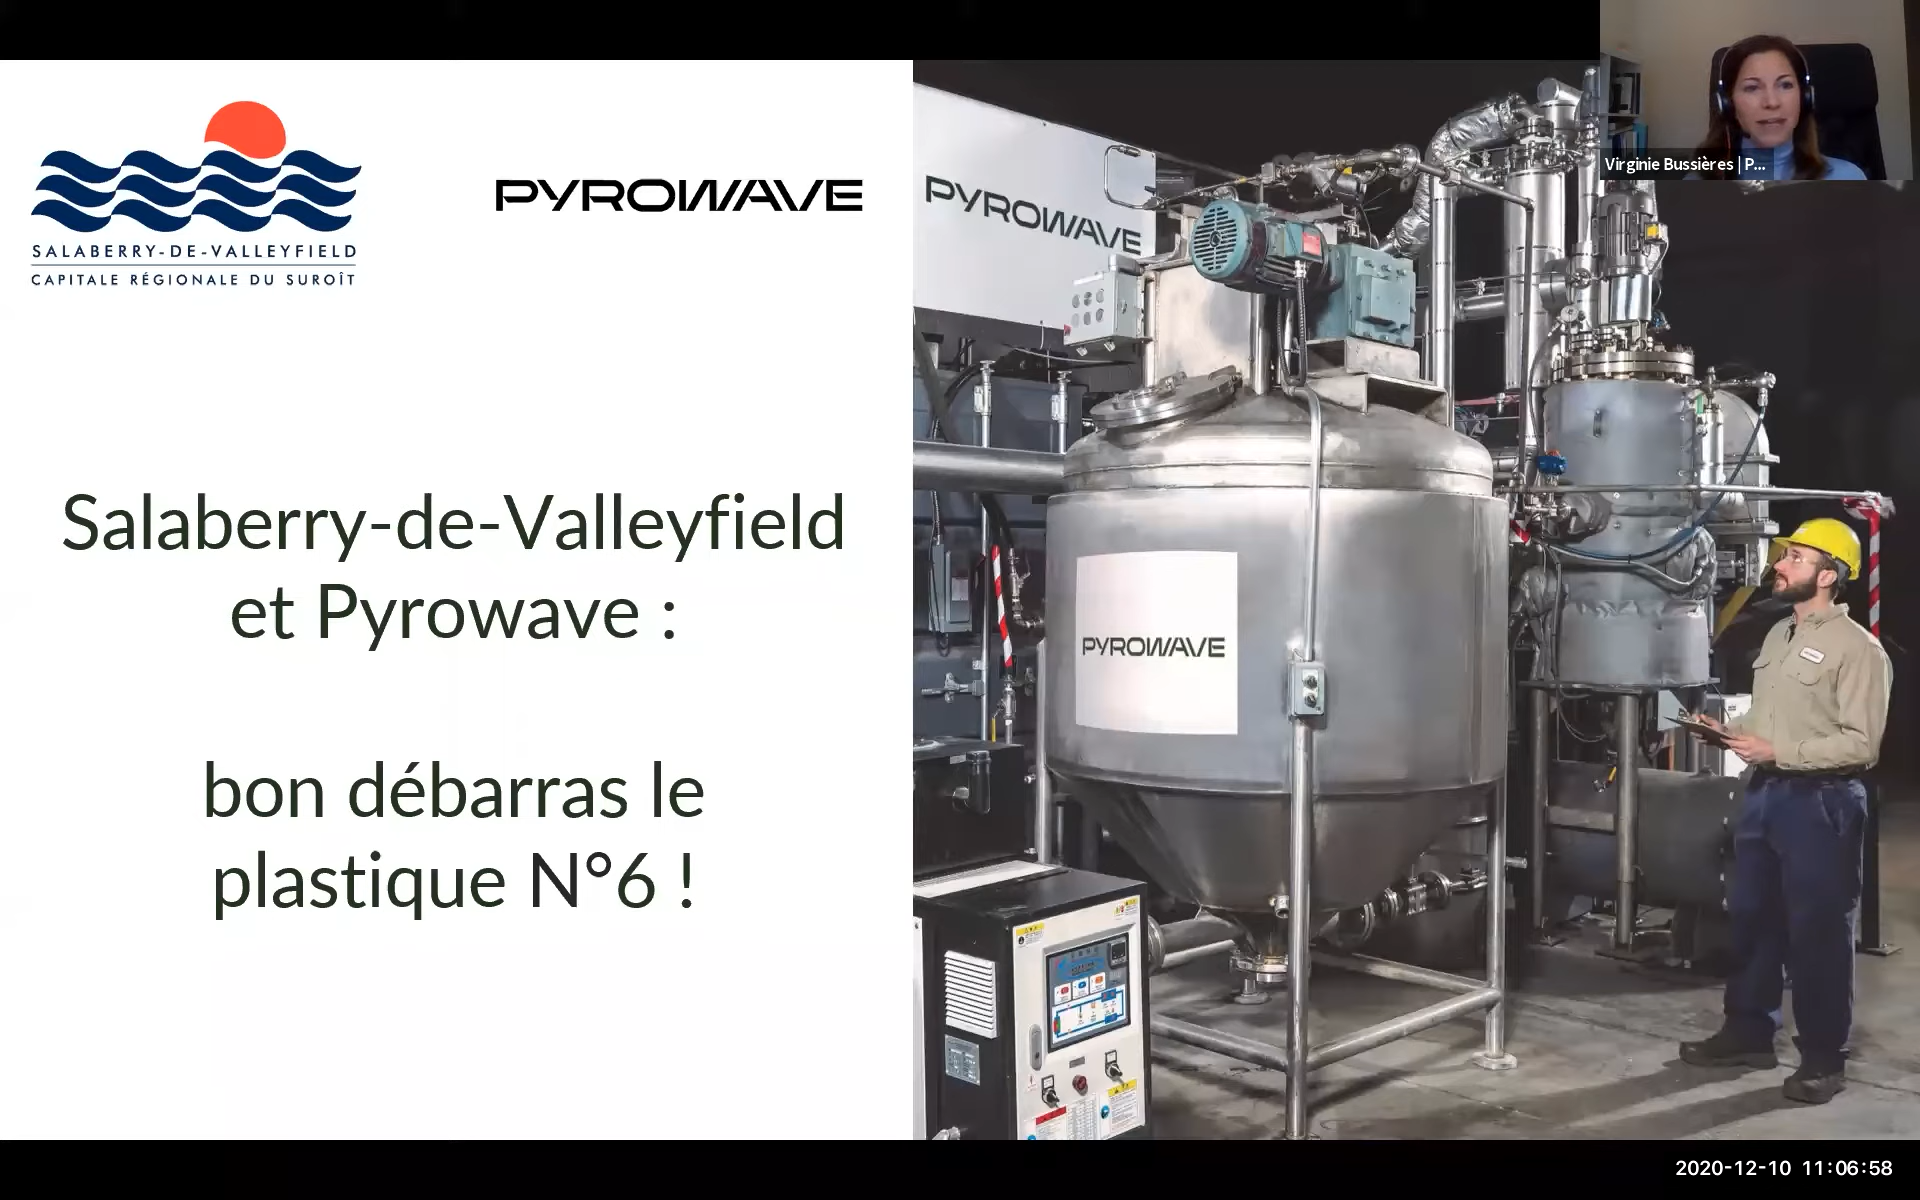 Virginie Bussières | P...
SALABERRY-DE-VALLEYFIELD
CAPITALE RÉGIONALE DU SUROÎT
PYROWAVE
PYROWAVE
Salaberry-de-Valleyfield
et Pyrowave :
bon débarras le
plastique N°6 !
PYROWAVE
2020-12-10 11:06:58